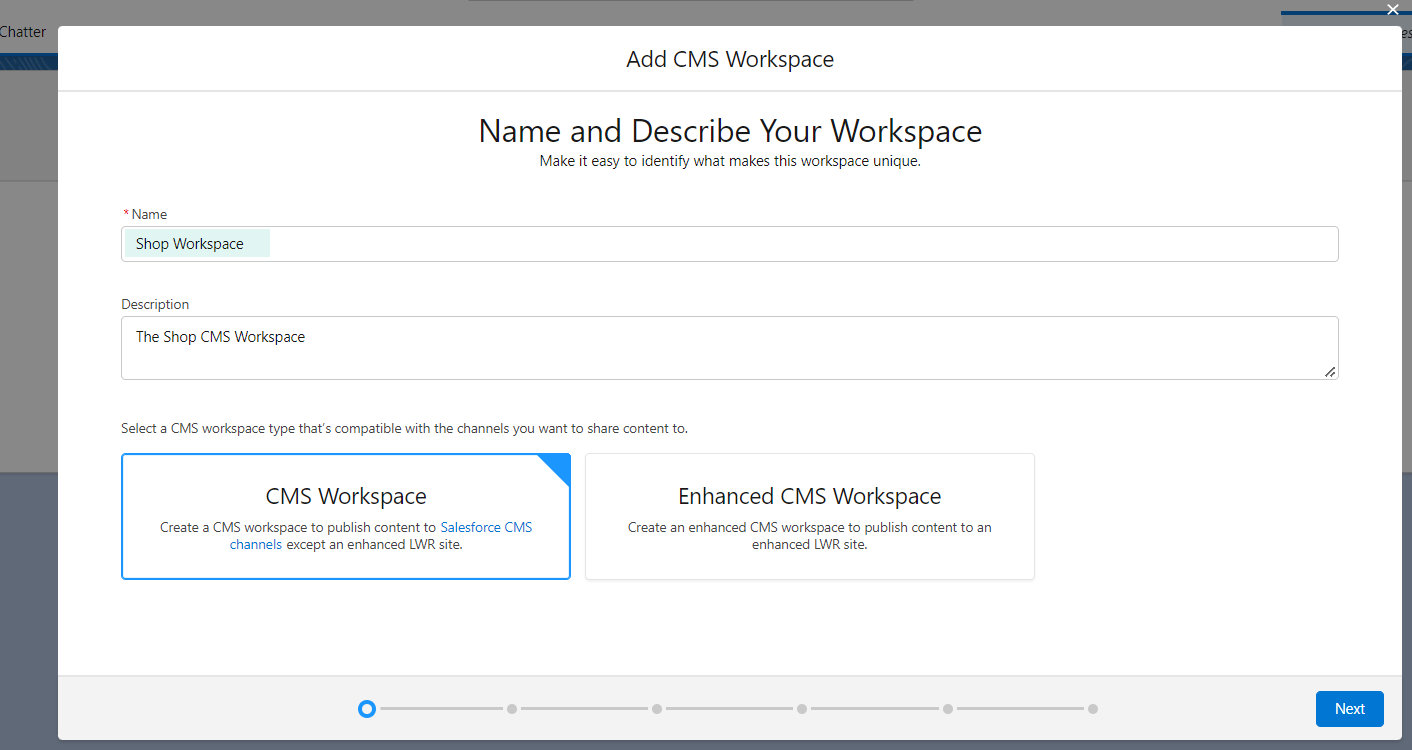 Chatter
Add CMS Workspace
Name and Describe Your Workspace
Make it easy to identify what makes this workspace unique.
* Name
Shop Workspace
Description
The Shop CMS Workspace
Select a CMS workspace type that's compatible with the channels you want to share content to.
CMS Workspace
Create a CMS workspace to publish content to Salesforce CMS
channels except an enhanced LWR site.
Enhanced CMS Workspace
Create an enhanced CMS workspace to publish content to an
enhanced LWR site.
Next